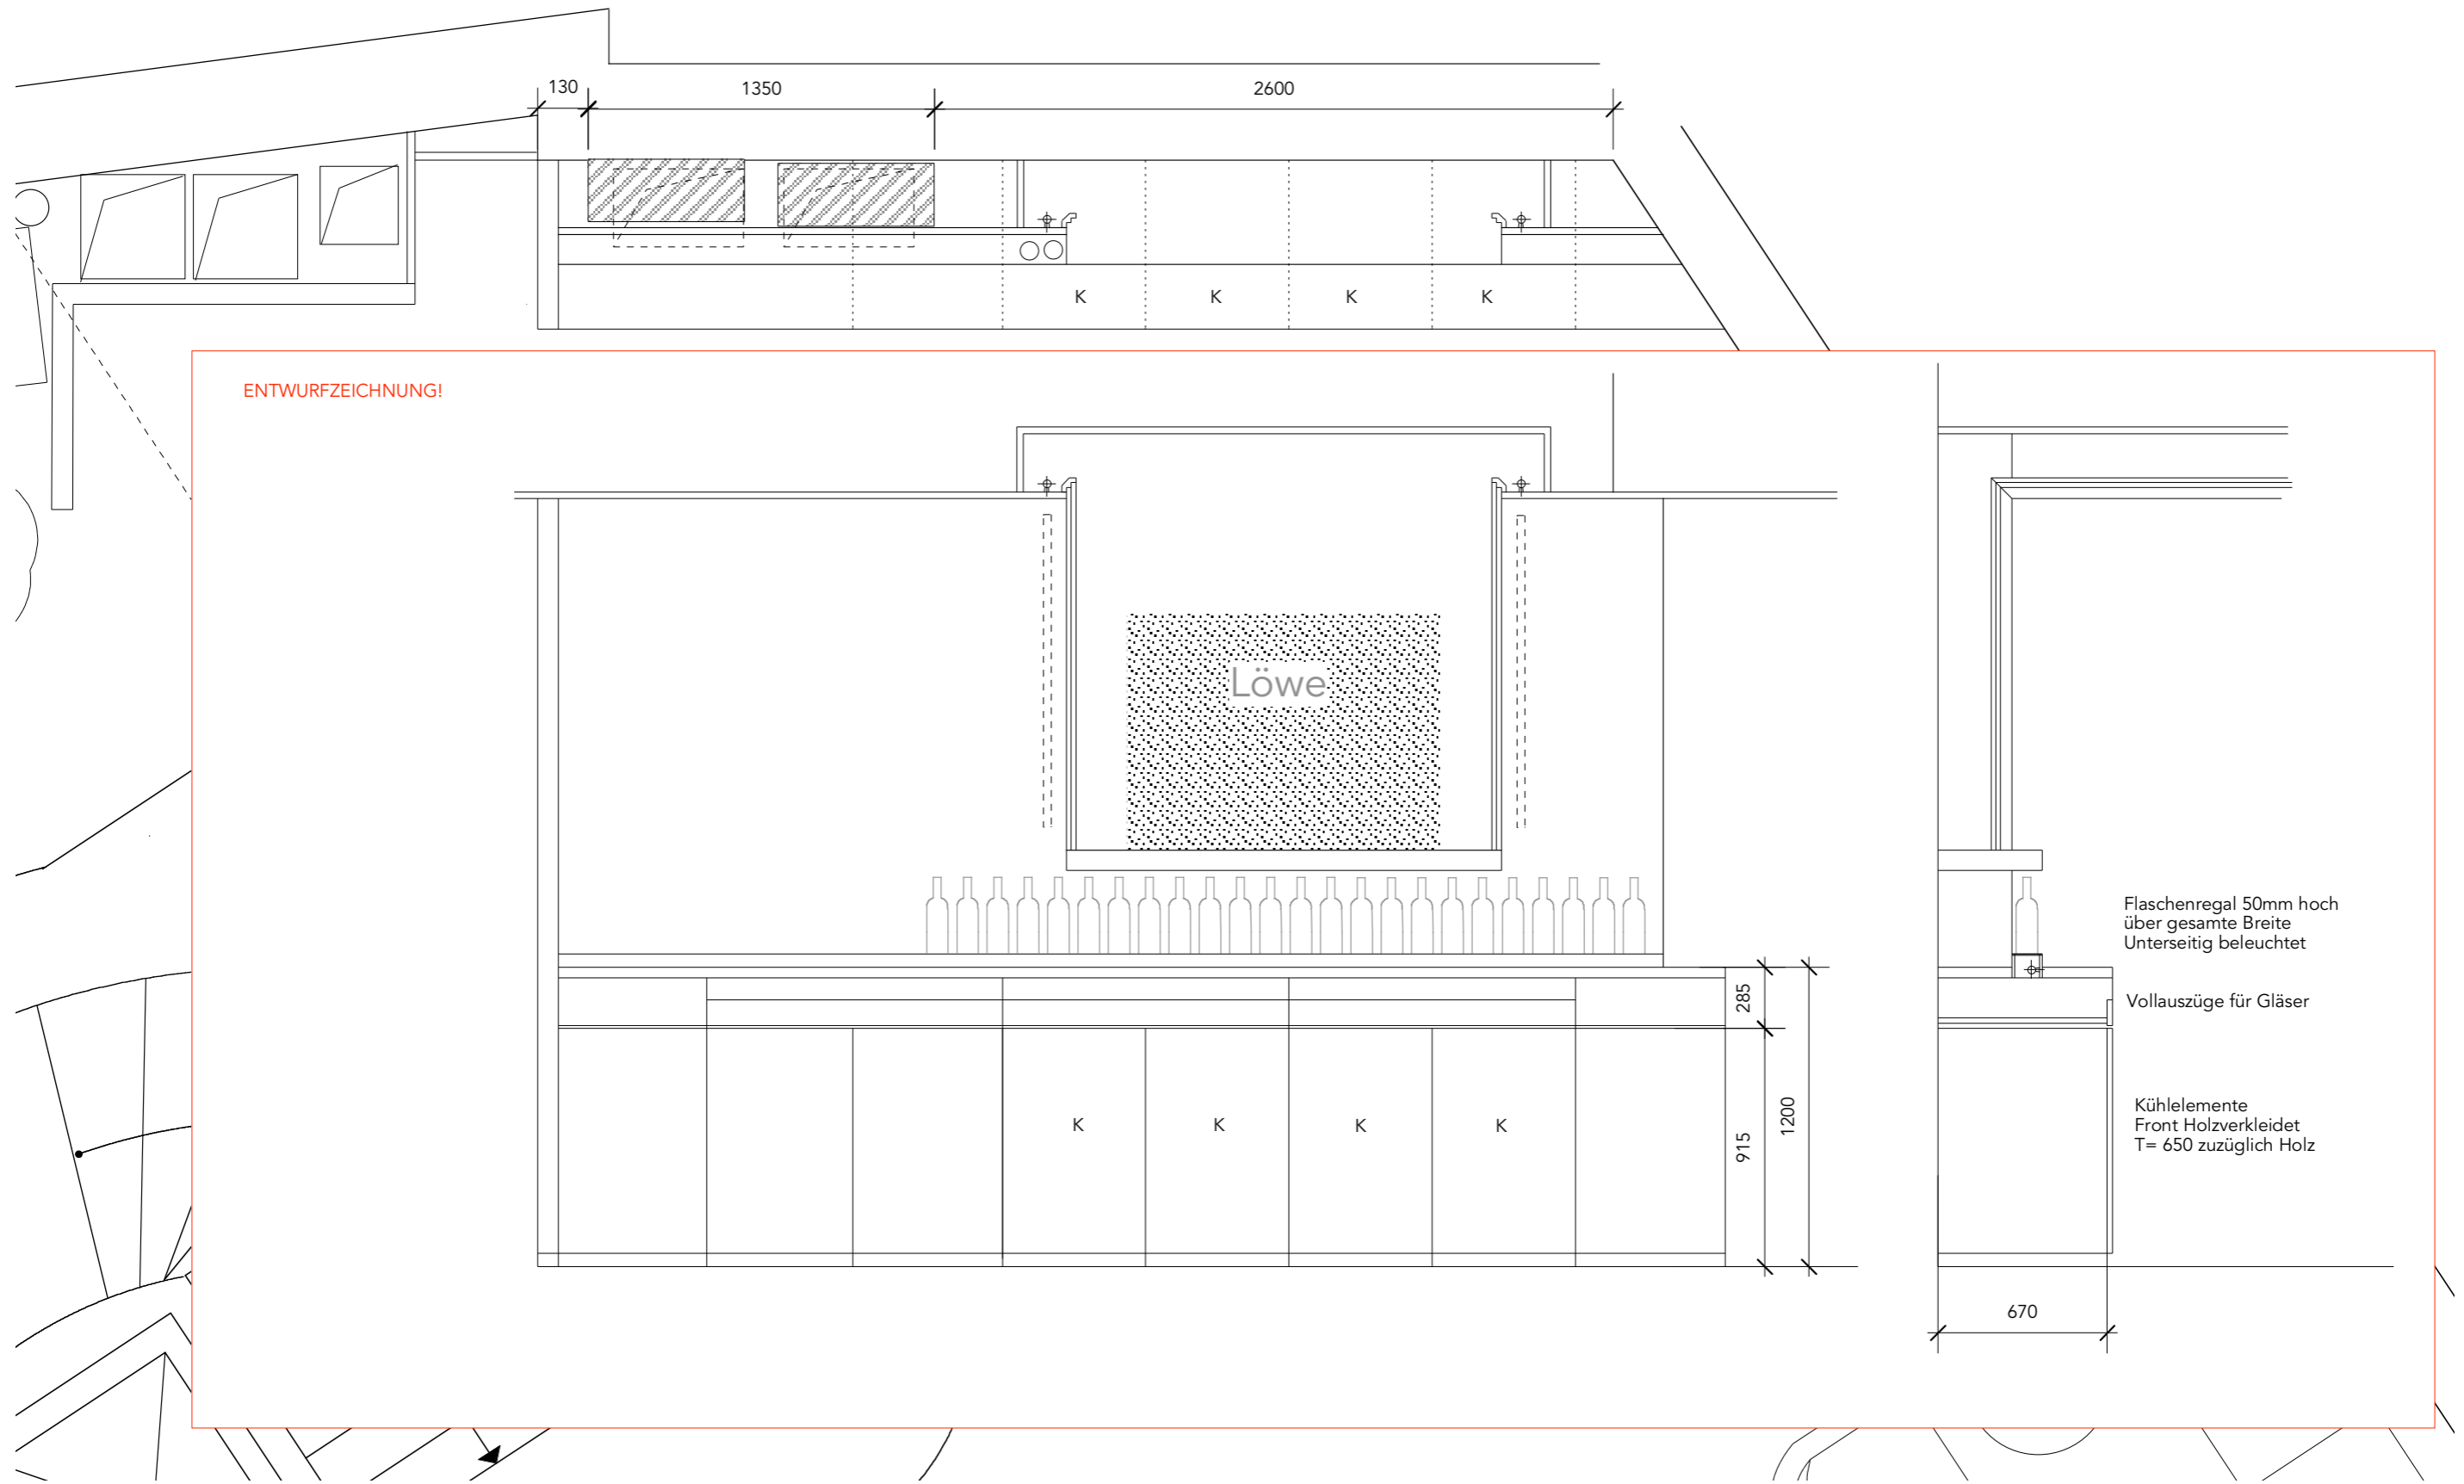 130
1350
2600
K K K K
ENTWURFZEICHNUNG!
Löwe
Flaschenregal 50mm hoch
über gesamte Breite
Unterseitig beleuchtet
285
Vollauszüge für Gläser
915
1200
K K K K
Kühlelemente
Front Holzverkleidet
T= 650 zuzüglich Holz
670